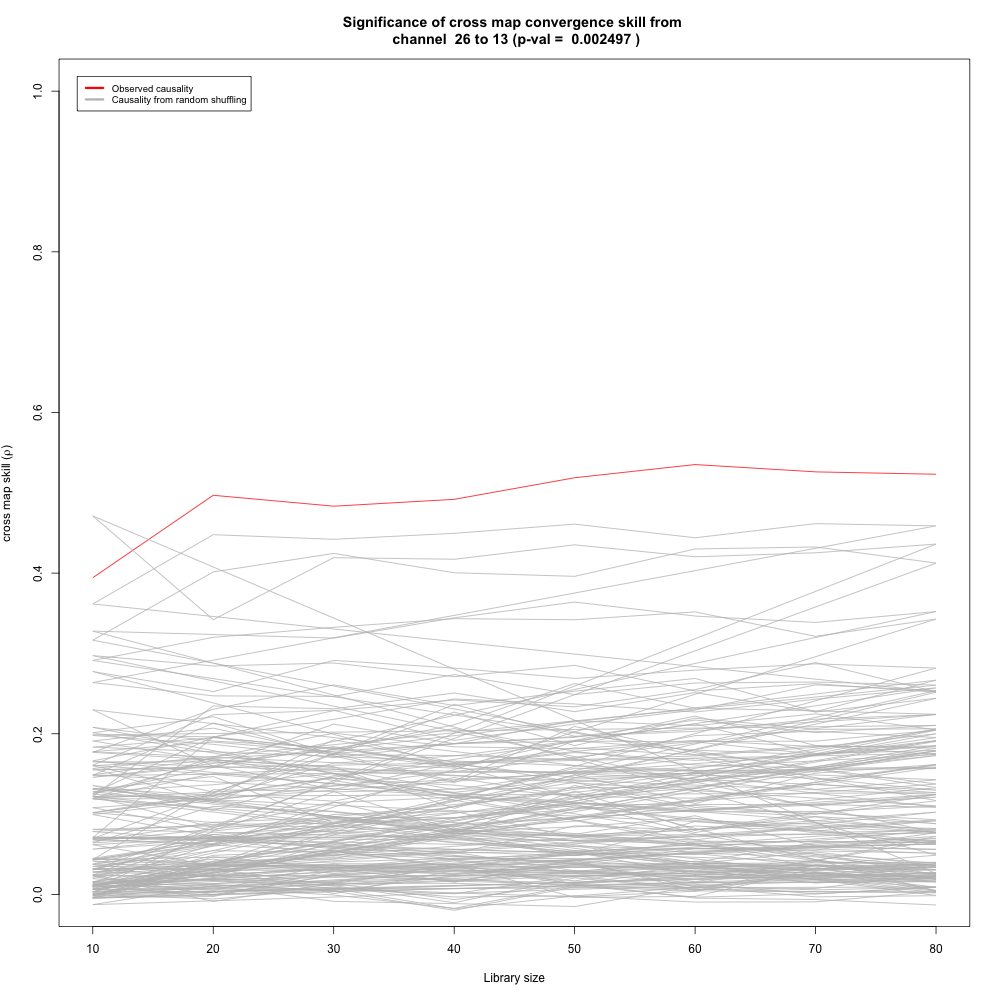 Significance of cross map convergence skill from
channel  26 to 13 (p-val =  0.002497 )
Observed causality
Causality from random shuffling
cross map skill (ρ)
1.0
0.8
0.6
0.4
0.2
0.0
10 20 30 40 50 60 70 80
Library size